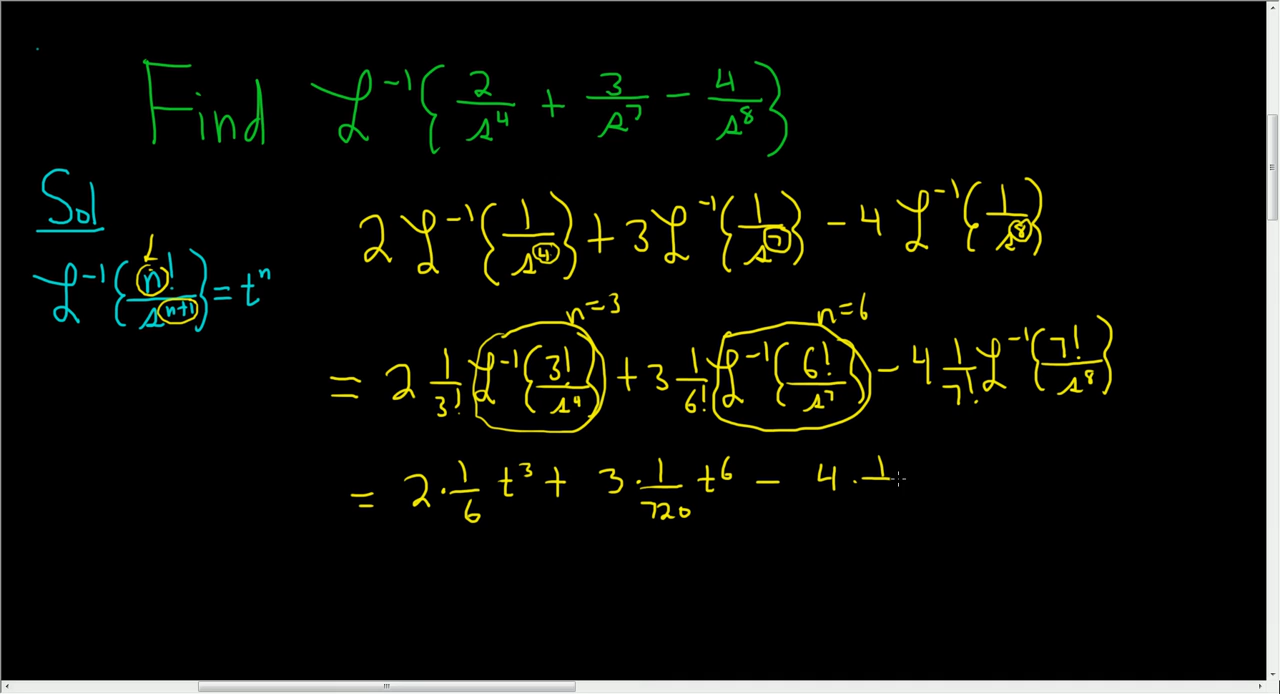 Find ℒ⁻¹{2/s⁴ + 3/s⁷ − 4/s⁸}
Sol
ℒ⁻¹{n!/sⁿ⁺¹} = tⁿ
2ℒ⁻¹{1/s⁴} + 3ℒ⁻¹{1/s⁷} − 4ℒ⁻¹{1/s⁸}
n=3 n=6
= 2 1/3! ℒ⁻¹{3!/s⁴} + 3 1/6! ℒ⁻¹{6!/s⁷} − 4 1/7! ℒ⁻¹{7!/s⁸}
= 2·1/6 t³ + 3·1/720 t⁶ − 4·1/